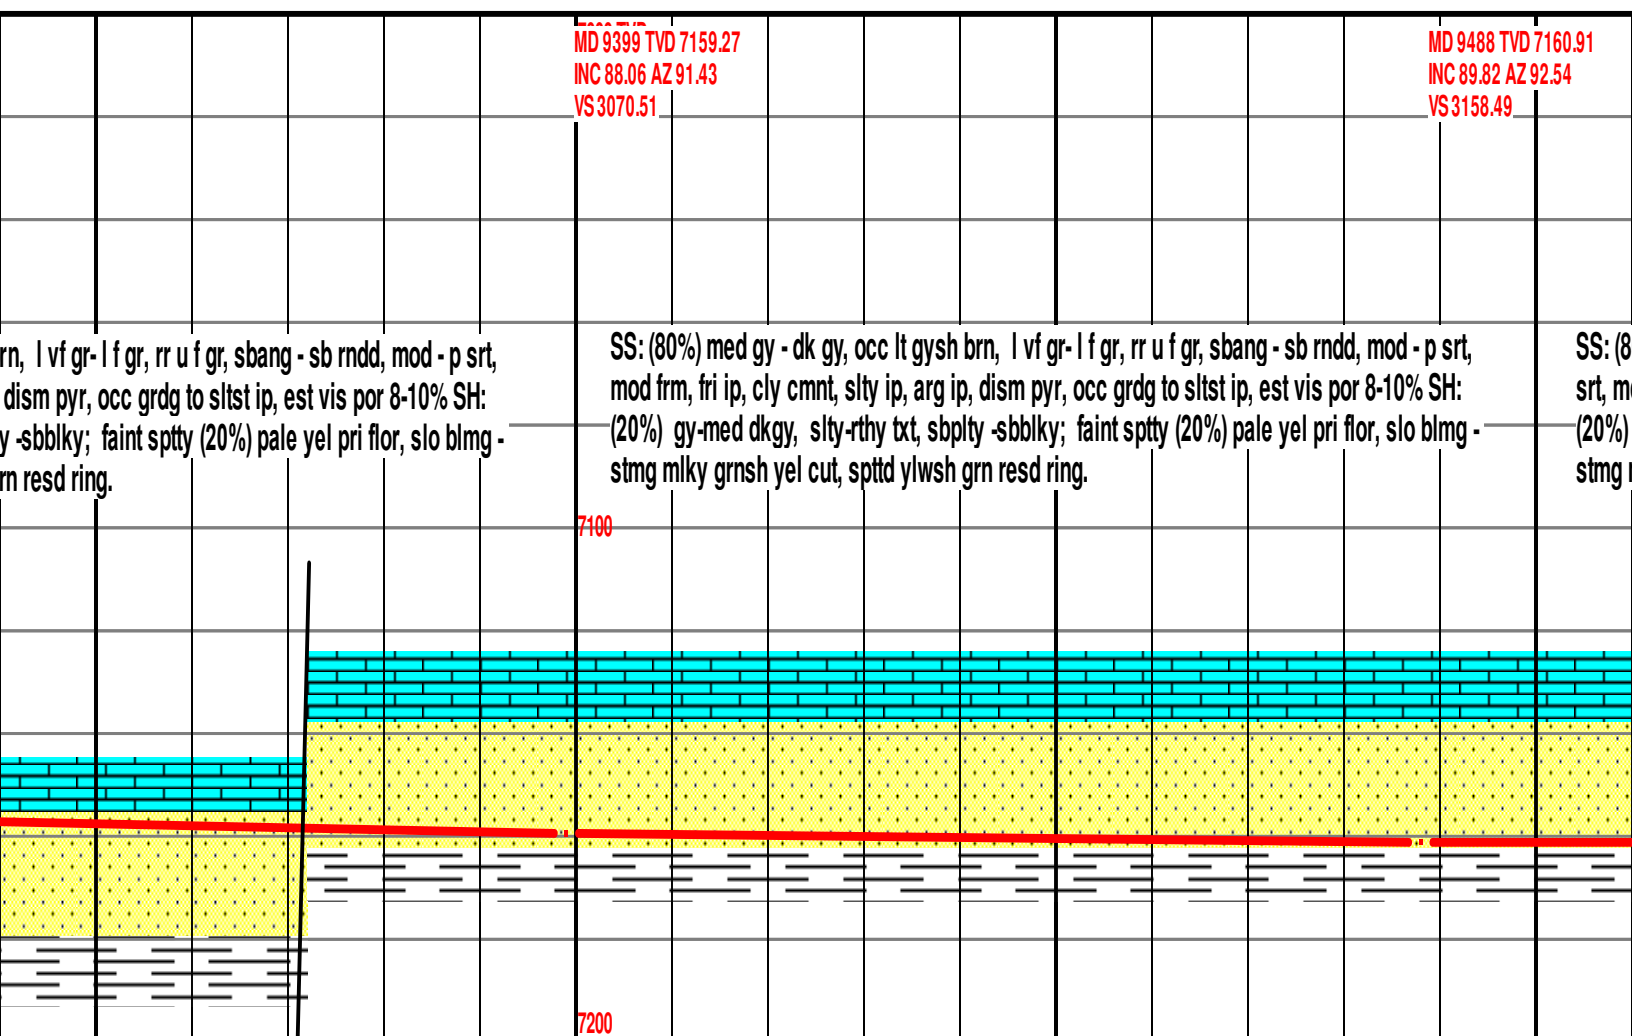 MD 9399 TVD 7159.27
INC 88.06 AZ 91.43
VS 3070.51
MD 9488 TVD 7160.91
INC 89.82 AZ 92.54
VS 3158.49
rn, l vf gr- l f gr, rr u f gr, sbang - sb rndd, mod - p srt,
dism pyr, occ grdg to sltst ip, est vis por 8-10% SH:
y -sbblky; faint sptty (20%) pale yel pri flor, slo blmg -
rn resd ring.
SS: (80%) med gy - dk gy, occ lt gysh brn, l vf gr- l f gr, rr u f gr, sbang - sb rndd, mod - p srt,
mod frm, fri ip, cly cmnt, slty ip, arg ip, dism pyr, occ grdg to sltst ip, est vis por 8-10% SH:
(20%) gy-med dkgy, slty-rthy txt, sbplty -sbblky; faint sptty (20%) pale yel pri flor, slo blmg -
stmg mlky grnsh yel cut, spttd ylwsh grn resd ring.
SS: (8
srt, m
(20%)
stmg
7100
7200